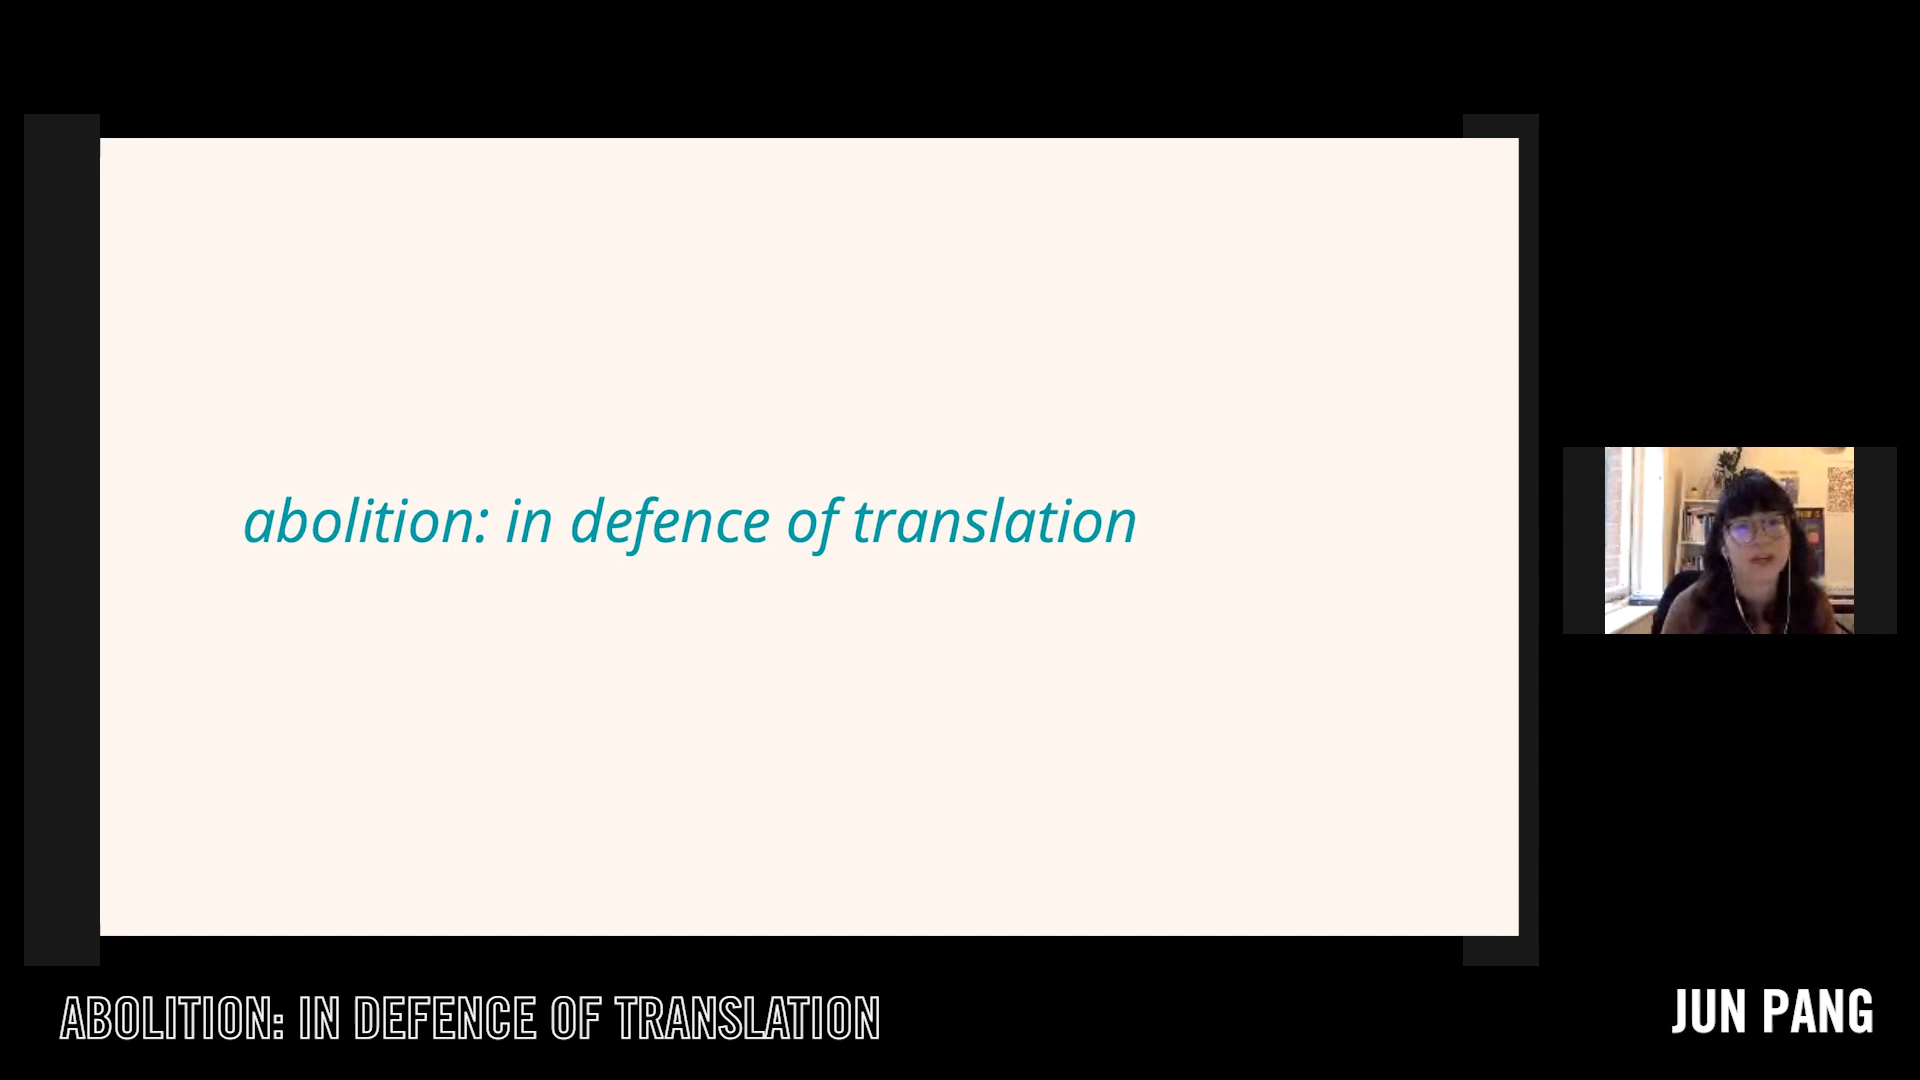 abolition: in defence of translation
ABOLITION: IN DEFENCE OF TRANSLATION
JUN PANG